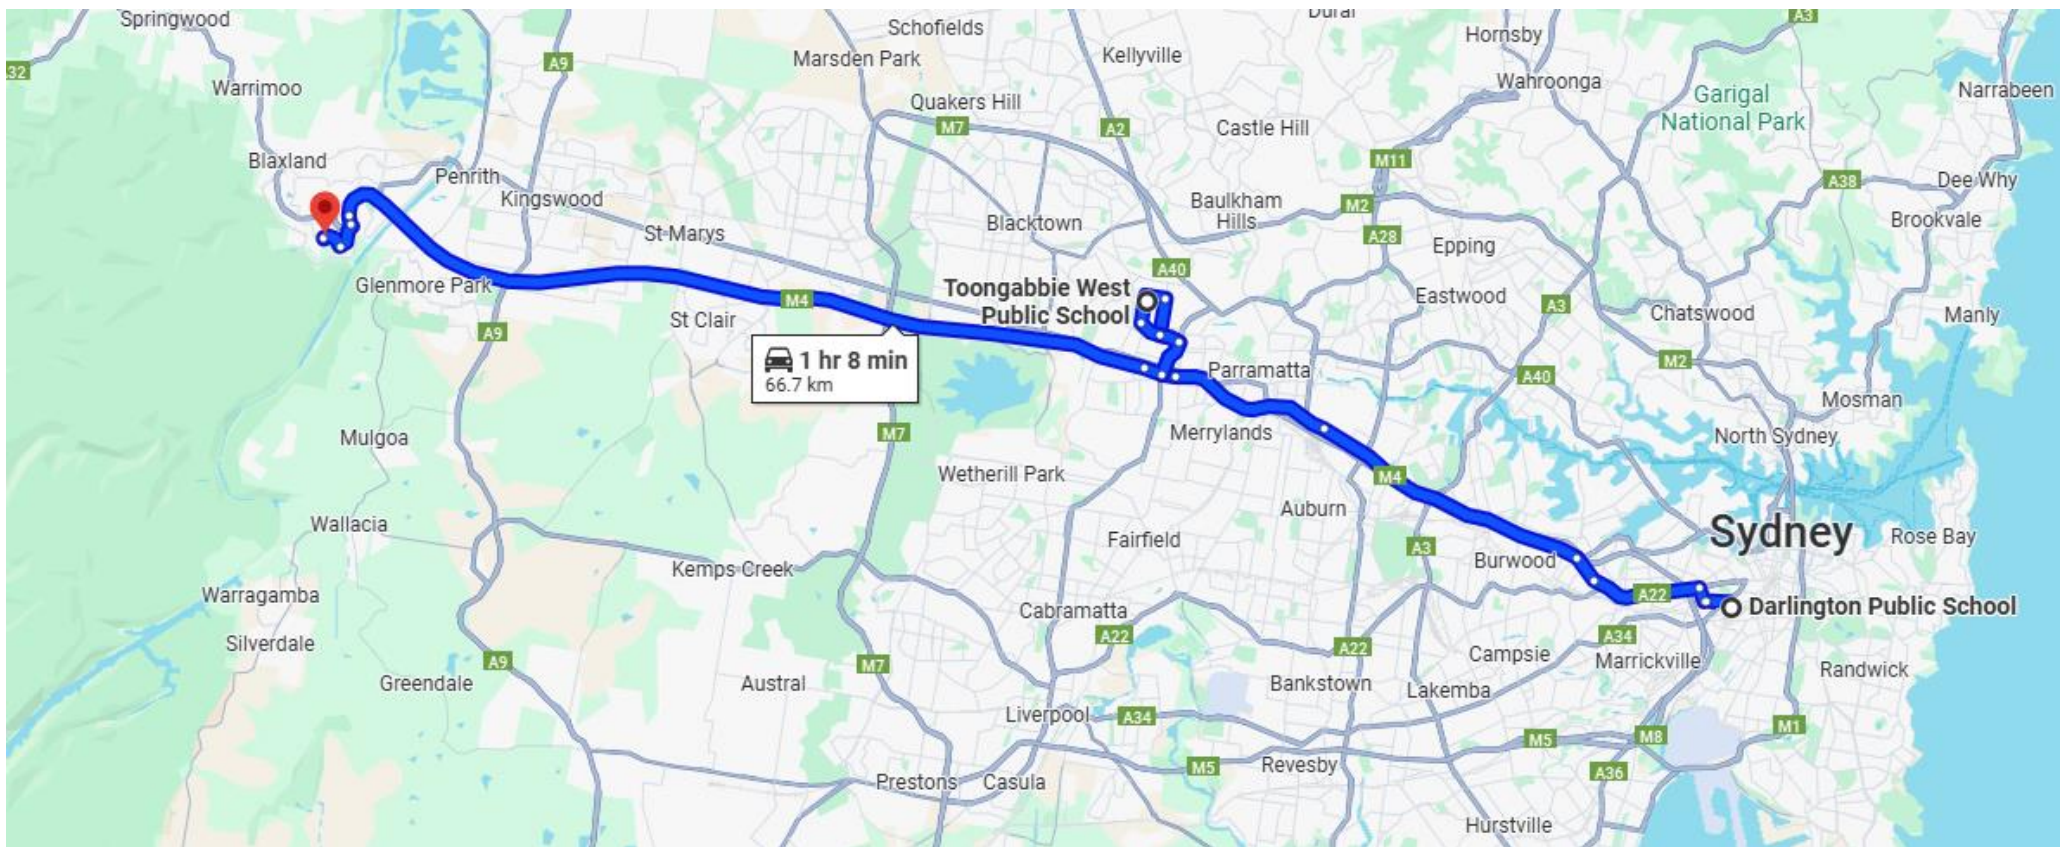 Springwood
Schofields
Dural
A3
Hornsby
Marsden Park
Kellyville
A9
32
Warrimoo
Wahroonga
Narrabeen
Garigal
National Park
Quakers Hill
M7
A2
Castle Hill
M11
Blaxland
Penrith
Kingswood
A38
Dee Why
Baulkham
Hills
M2
Blacktown
St Marys
A28
Epping
Brookvale
A40
Glenmore Park
Toongabbie West
Public School
Eastwood
A3
Chatswood
Manly
M4
St Clair
A9
1 hr 8 min
66.7 km
Parramatta
A40
M2
Mosman
Mulgoa
M7
Merrylands
North Sydney
Wetherill Park
M4
Auburn
Wallacia
Sydney
Rose Bay
Fairfield
A3
Burwood
Kemps Creek
Warragamba
A22
Darlington Public School
Cabramatta
A22
A34
Silverdale
A9
M7
A22
Campsie
Marrickville
Randwick
Greendale
Austral
Bankstown
Lakemba
Liverpool
A34
M1
M5
M8
M5
Revesby
A36
Prestons
Casula
Hurstville